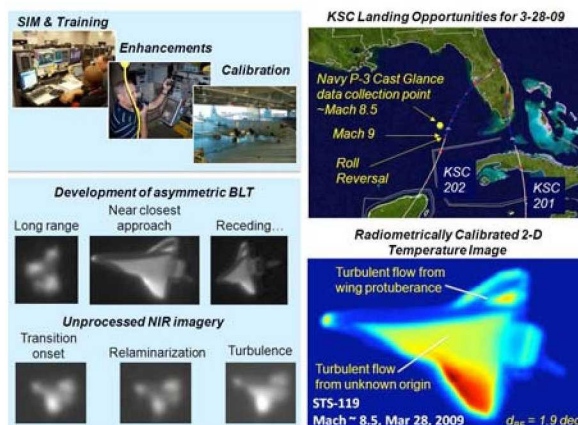 SIM & Training
Enhancements
Calibration
Development of asymmetric BLT
Long range
Near closest
approach
Receding...
Unprocessed NIR imagery
Transition
onset
Relaminarization
Turbulence
KSC Landing Opportunities for 3-28-09
Navy P-3 Cast Glance
data collection point
~Mach 8.5
Mach 9
Roll
Reversal
KSC
202
KSC
201
Radiometrically Calibrated 2-D
Temperature Image
Turbulent flow from
wing protuberance
Turbulent flow
from unknown origin
STS-119
Mach ~ 8.5, Mar 28, 2009
= 1.9 deg